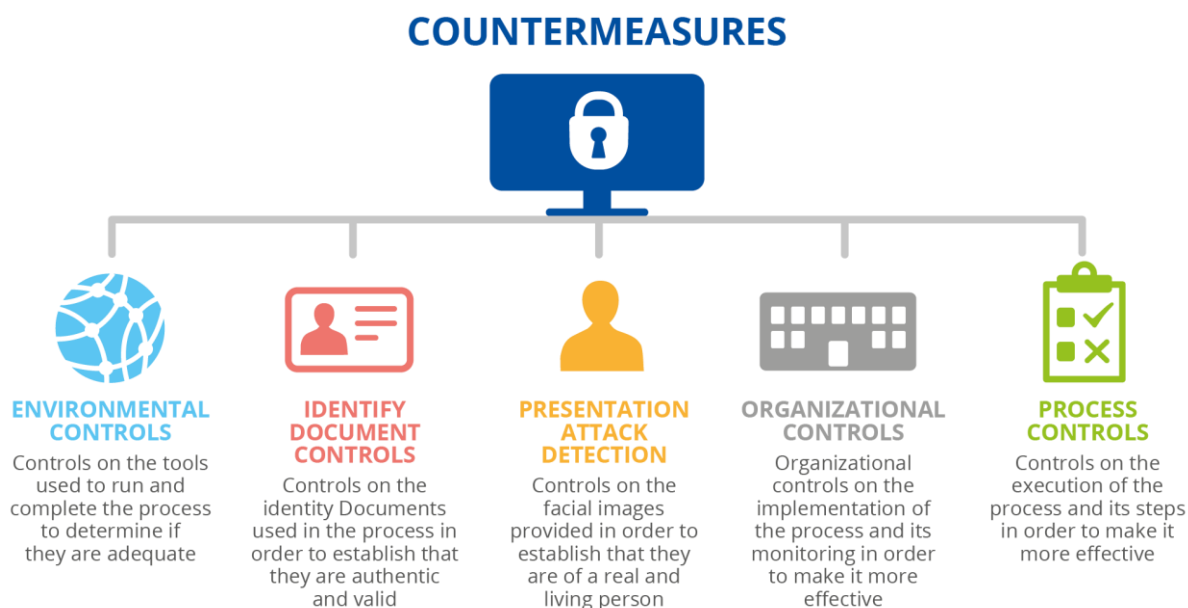 COUNTERMEASURES
ENVIRONMENTAL
CONTROLS
Controls on the tools
used to run and
complete the process
to determine if
they are adequate
IDENTIFY
DOCUMENT
CONTROLS
Controls on the
identity Documents
used in the process in
order to establish that
they are authentic
and valid
PRESENTATION
ATTACK
DETECTION
Controls on the
facial images
provided in order to
establish that they
are of a real and
living person
ORGANIZATIONAL
CONTROLS
Organizational
controls on the
implementation of
the process and its
monitoring in order
to make it more
effective
PROCESS
CONTROLS
Controls on the
execution of the
process and its steps
in order to make it
more effective